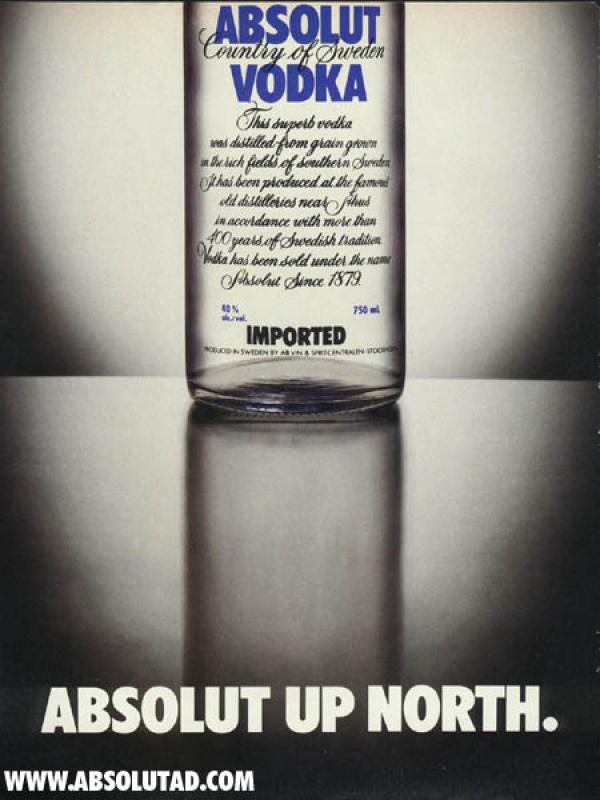 ABSOLUT
Country of Sweden
VODKA
This superb vodka
was distilled from grain grown
in the rich fields of southern Sweden.
It has been produced at the famous
old distilleries near Åhus
in accordance with more than
400 years of Swedish tradition.
Vodka has been sold under the name
Absolut Since 1879.
40% 750 ml.
alc./vol.
IMPORTED
PRODUCED IN SWEDEN BY AB VIN & SPRITCENTRALEN-STOCKHOLM
ABSOLUT UP NORTH.
WWW.ABSOLUTAD.COM